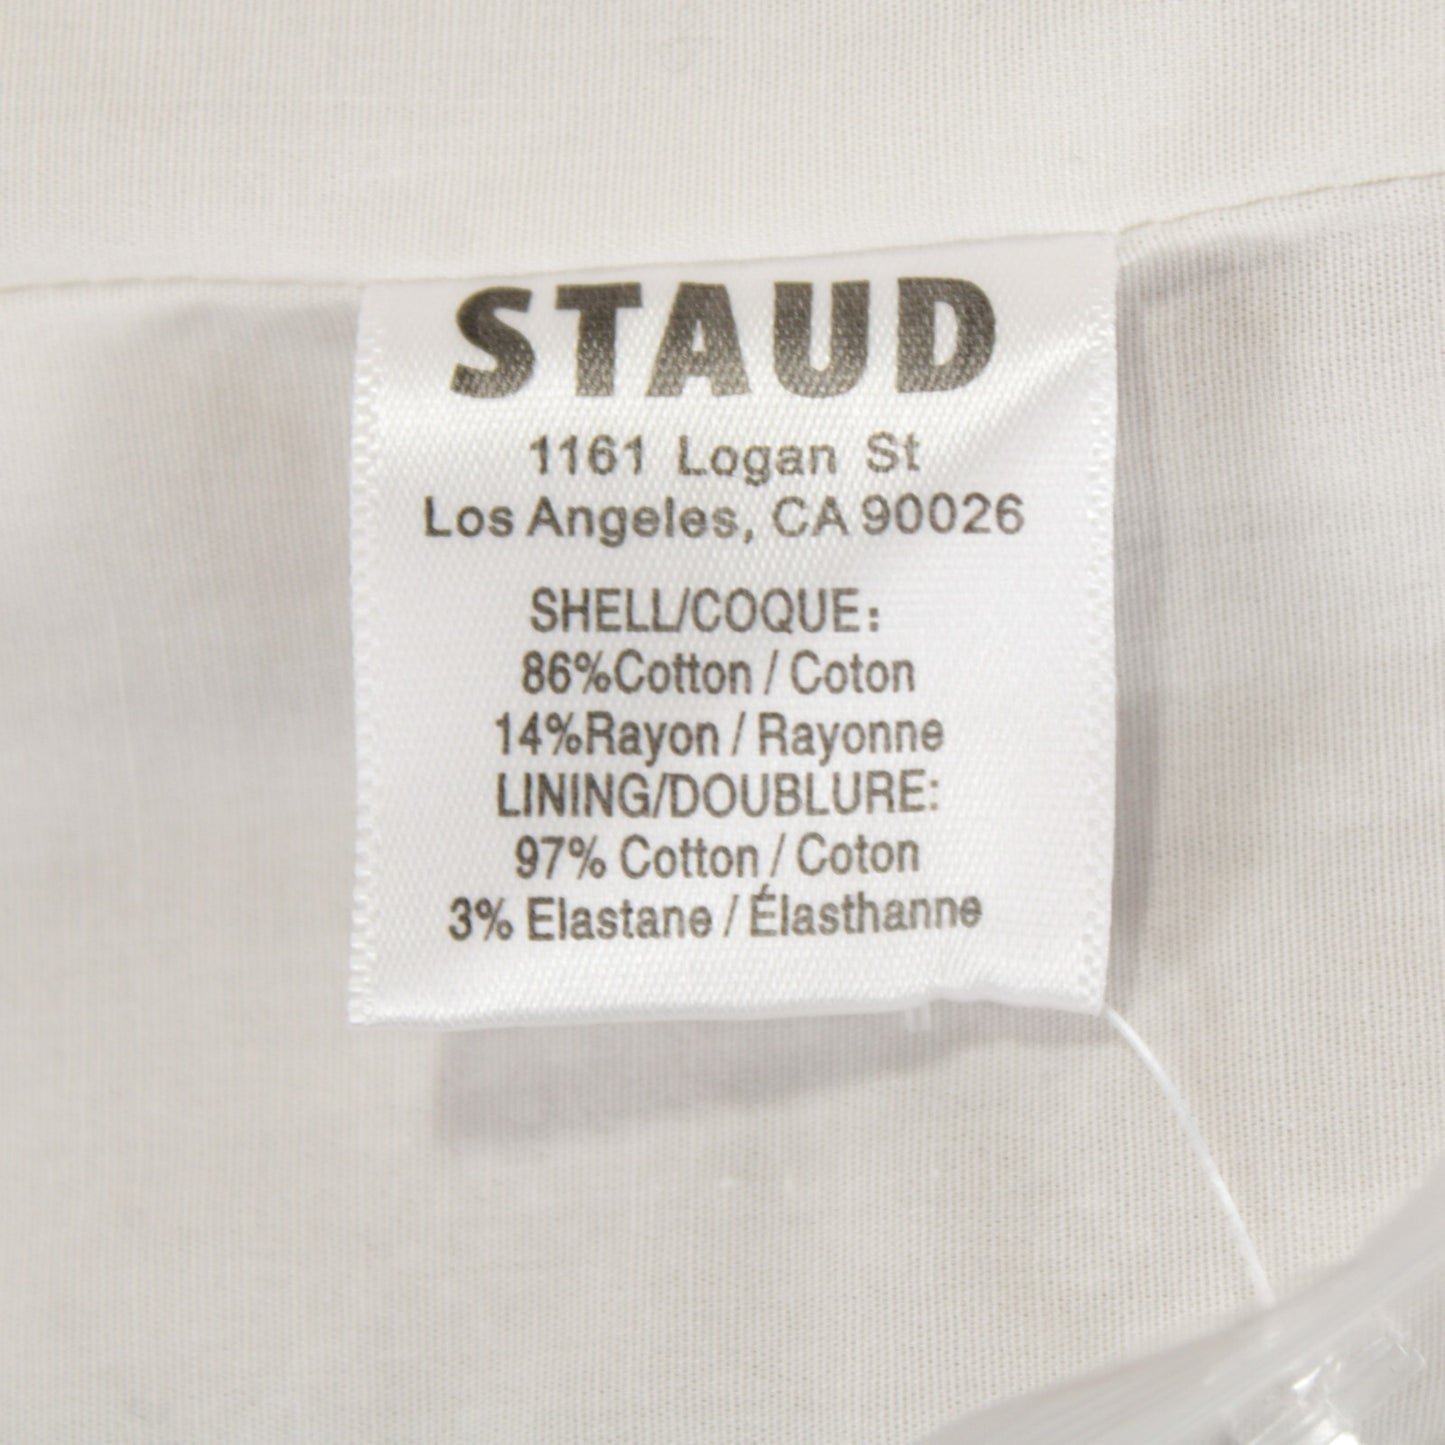 STAUD
1161 Logan St
Los Angeles, CA 90026
SHELL/COQUE:
86%Cotton / Coton
14%Rayon / Rayonne
LINING/DOUBLURE:
97% Cotton / Coton
3% Elastane / Élasthanne